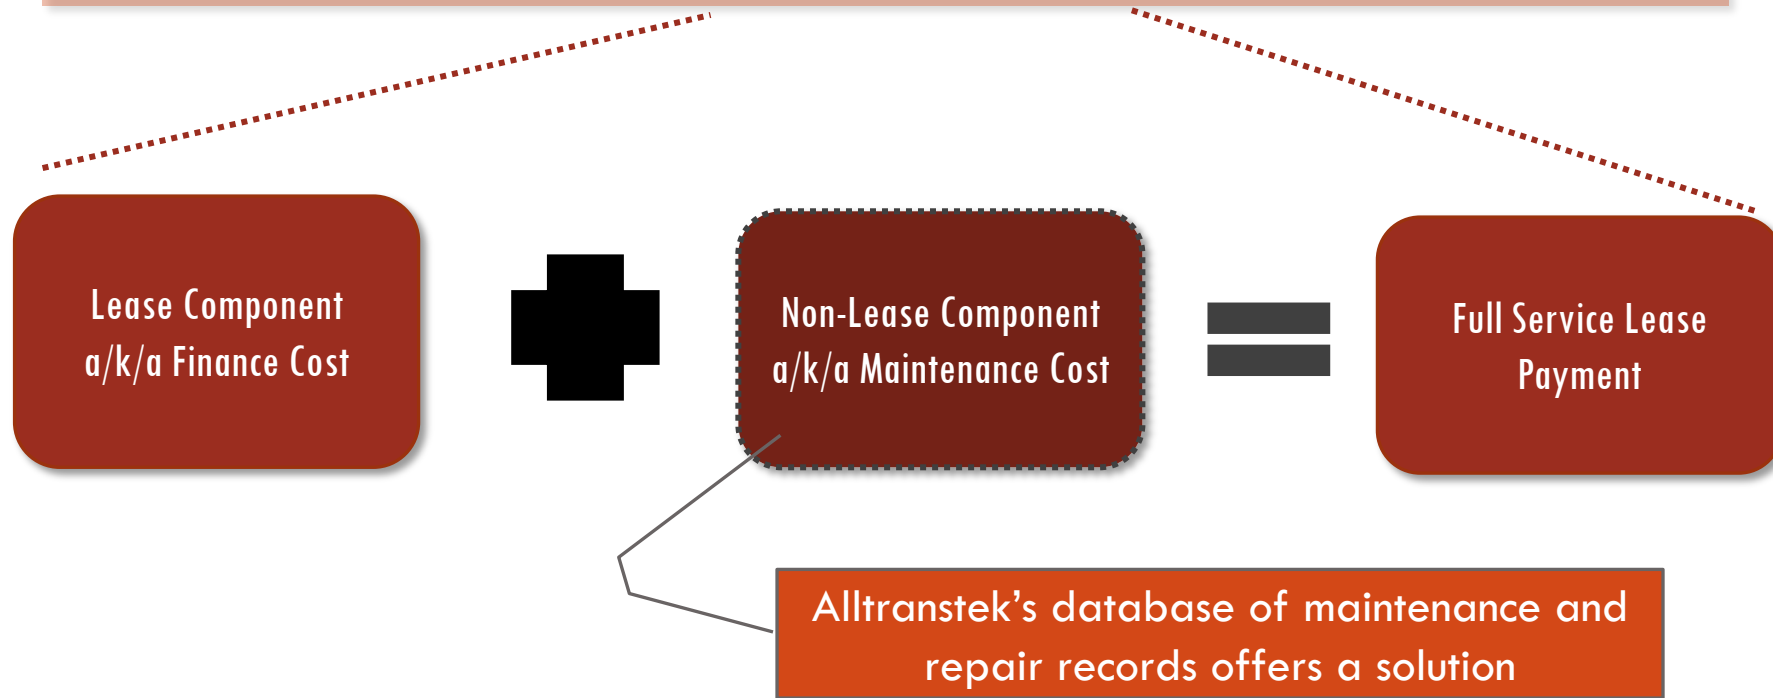 Lease Component
a/k/a Finance Cost
Non-Lease Component
a/k/a Maintenance Cost
Full Service Lease
Payment
Alltranstek’s database of maintenance and
repair records offers a solution